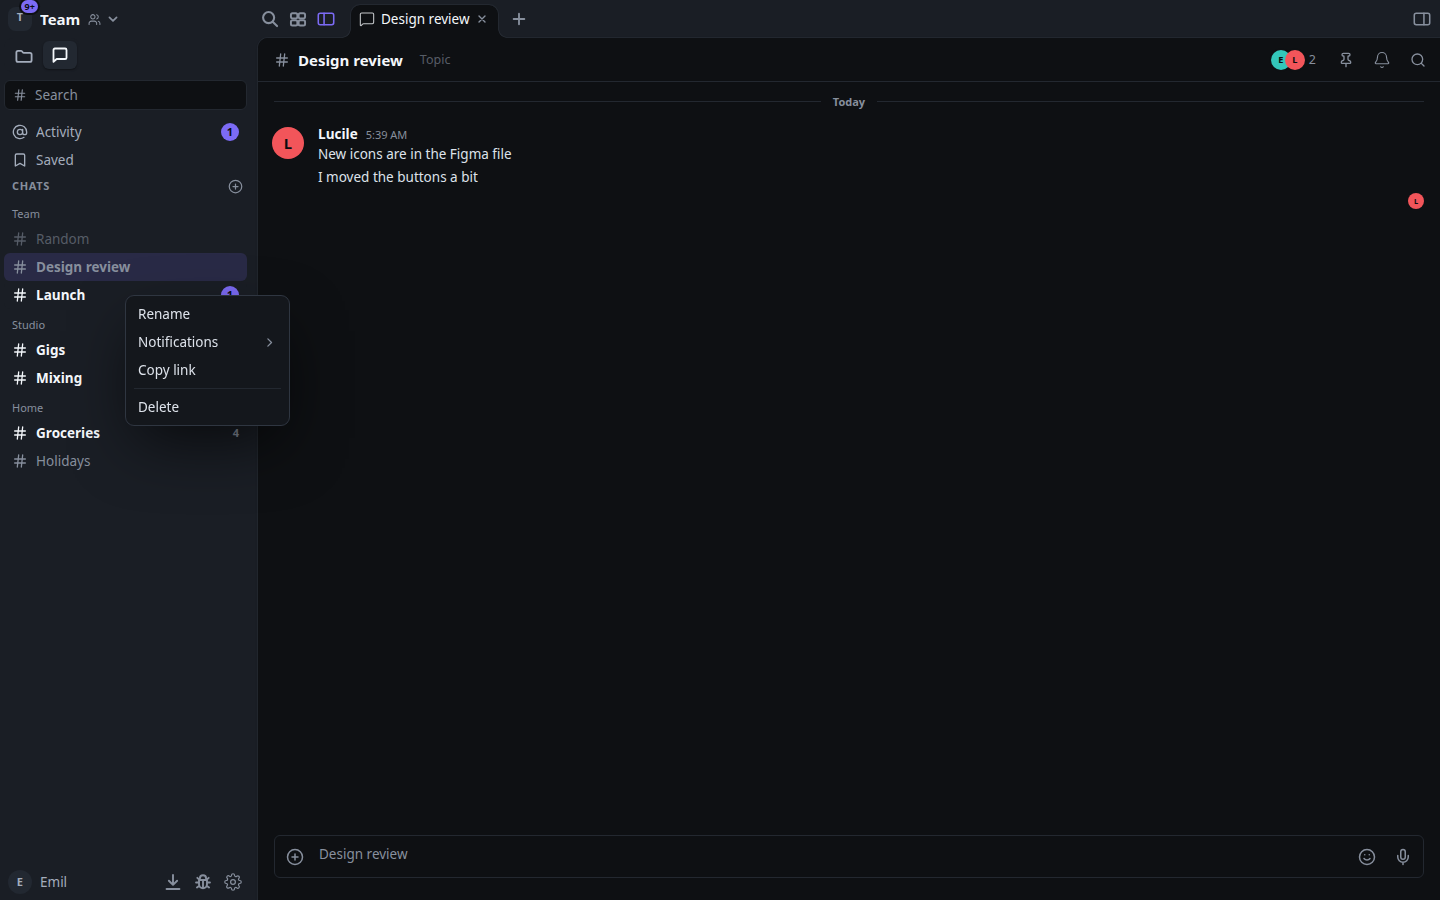 9+
T
Team
Design review
Search
Activity
1
Saved
CHATS
Team
Random
Design review
Launch
Studio
Gigs
Mixing
Home
Groceries
4
Holidays
Rename
Notifications
Copy link
Delete
E
Emil
Design review
Topic
E
L
2
Today
L
Lucile
5:39 AM
New icons are in the Figma file
I moved the buttons a bit
L
Design review